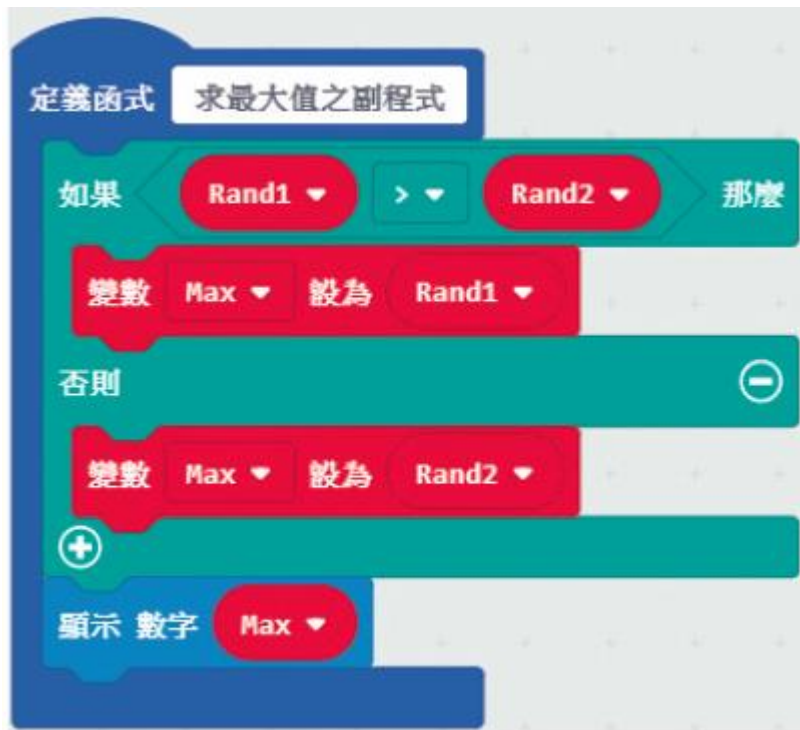 定義函式 求最大值之副程式
如果 Rand1 > Rand2 那麼
變數 Max 設為 Rand1
否則
變數 Max 設為 Rand2
顯示 數字 Max